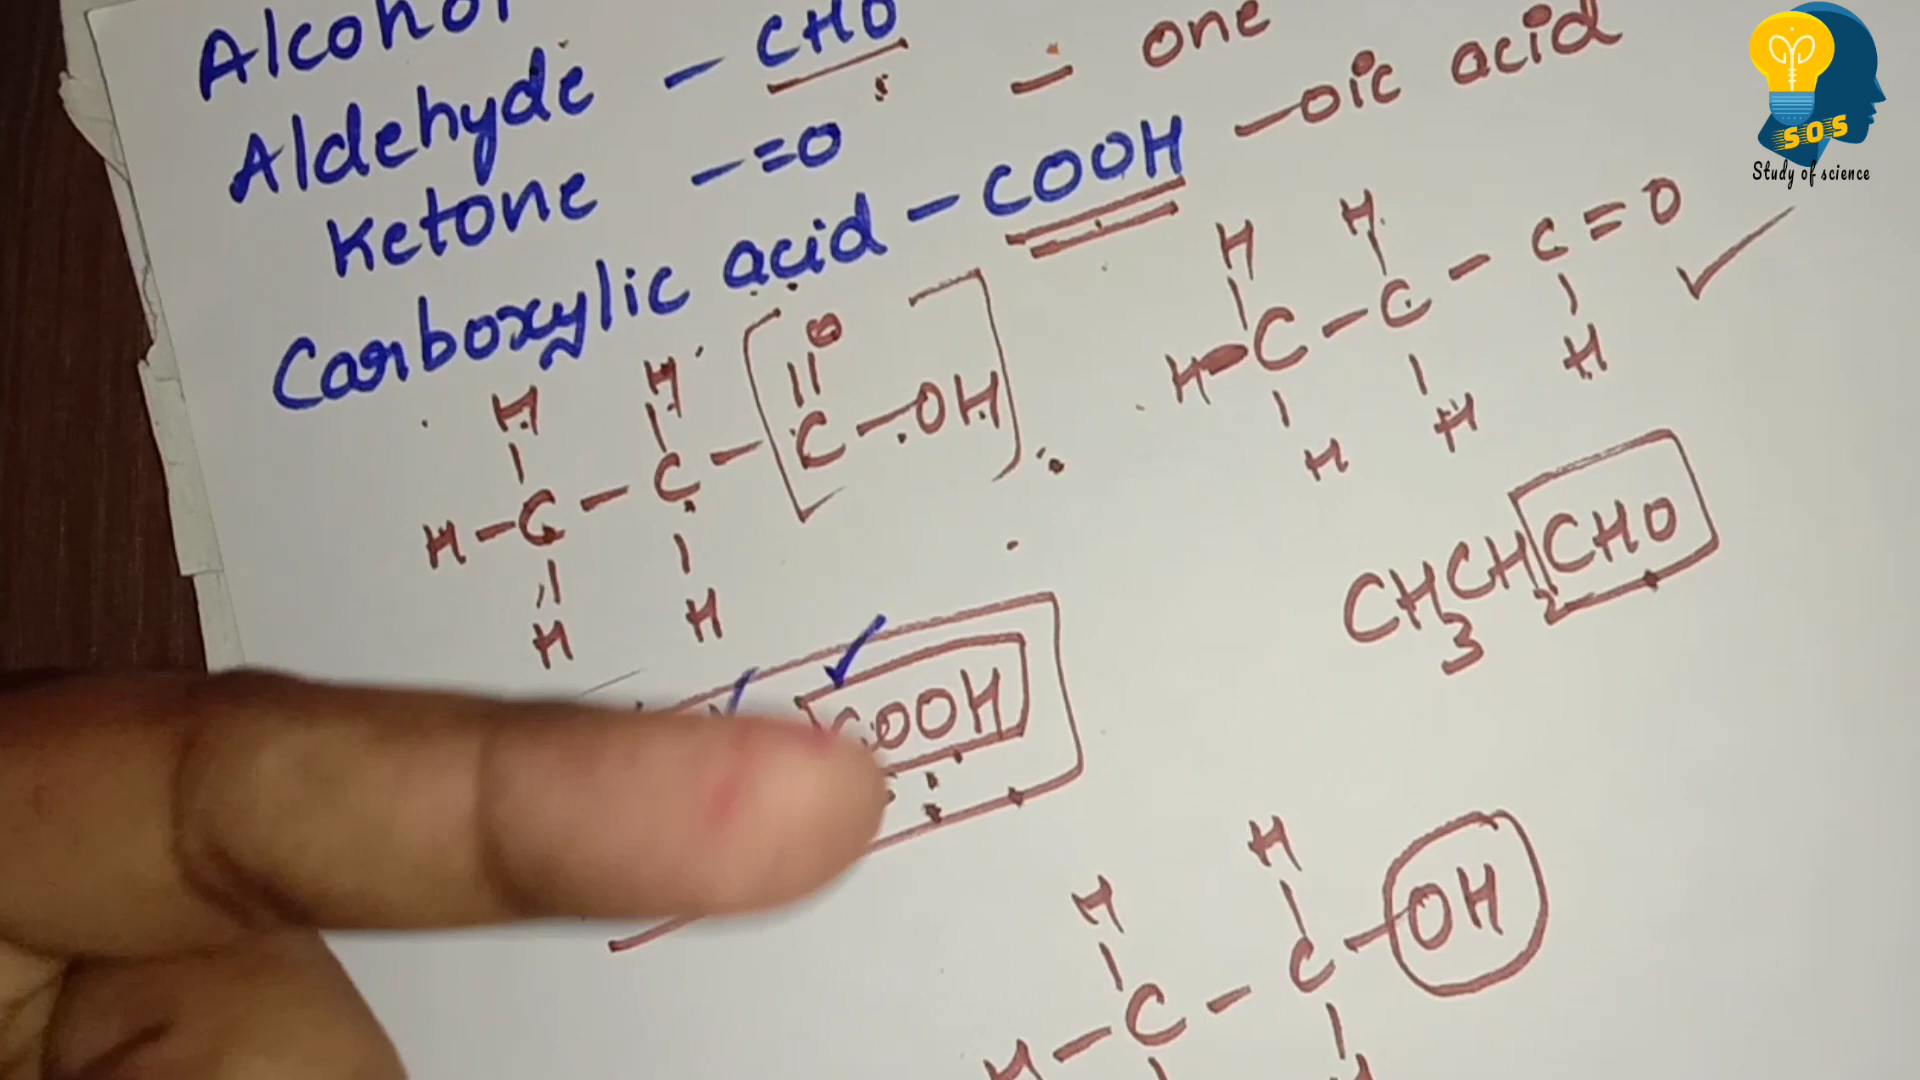 Alcohol
Aldehyde - CHO
Ketone - =O - one
Carboxylic acid - COOH - oic acid
SOS
Study of science
H H O
H - C - C - C - OH
H H
H H
H C - C - C = O
H H H
CH3CH2CHO
COOH
H H
H - C - C - OH
H